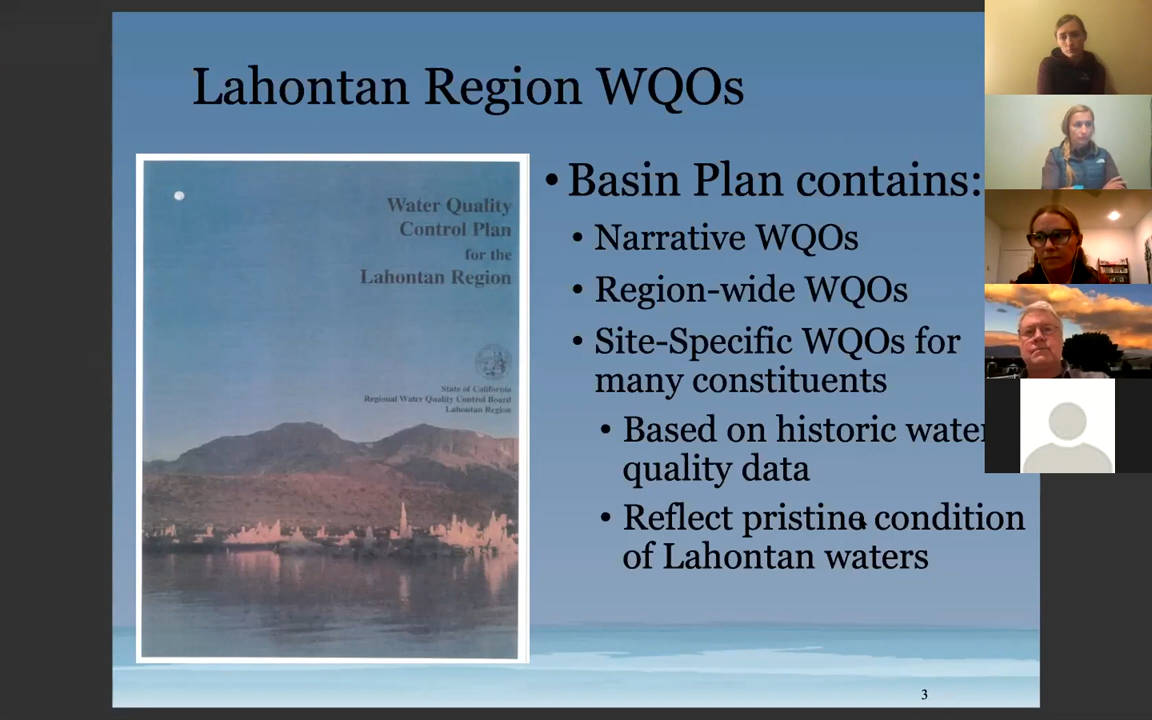 Lahontan Region WQOs
Water Quality
Control Plan
for the
Lahontan Region
State of California
Regional Water Quality Control Board
Lahontan Region
• Basin Plan contains:
• Narrative WQOs
• Region-wide WQOs
• Site-Specific WQOs for
many constituents
• Based on historic water
quality data
• Reflect pristine condition
of Lahontan waters
3